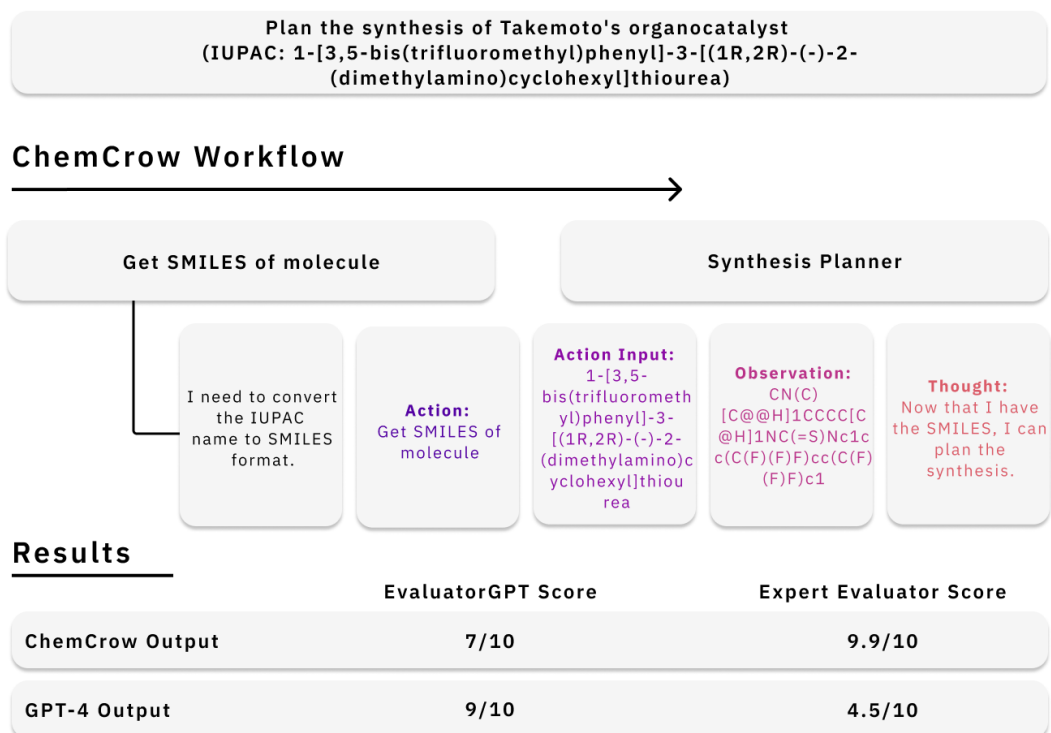 Plan the synthesis of Takemoto's organocatalyst
(IUPAC: 1-[3,5-bis(trifluoromethyl)phenyl]-3-[(1R,2R)-(-)-2-
(dimethylamino)cyclohexyl]thiourea)
ChemCrow Workflow
Get SMILES of molecule
Synthesis Planner
I need to convert
the IUPAC
name to SMILES
format.
Action:
Get SMILES of
molecule
Action Input:
1-[3,5-
bis(trifluorometh
yl)phenyl]-3-
[(1R,2R)-(-)-2-
(dimethylamino)c
yclohexyl]thiou
rea
Observation:
CN(C)
[C@@H]1CCCC[C
@H]1NC(=S)Nc1c
c(C(F)(F)F)cc(C(F)
(F)F)c1
Thought:
Now that I have
the SMILES, I can
plan the
synthesis.
Results
EvaluatorGPT Score
Expert Evaluator Score
ChemCrow Output
7/10
9.9/10
GPT-4 Output
9/10
4.5/10